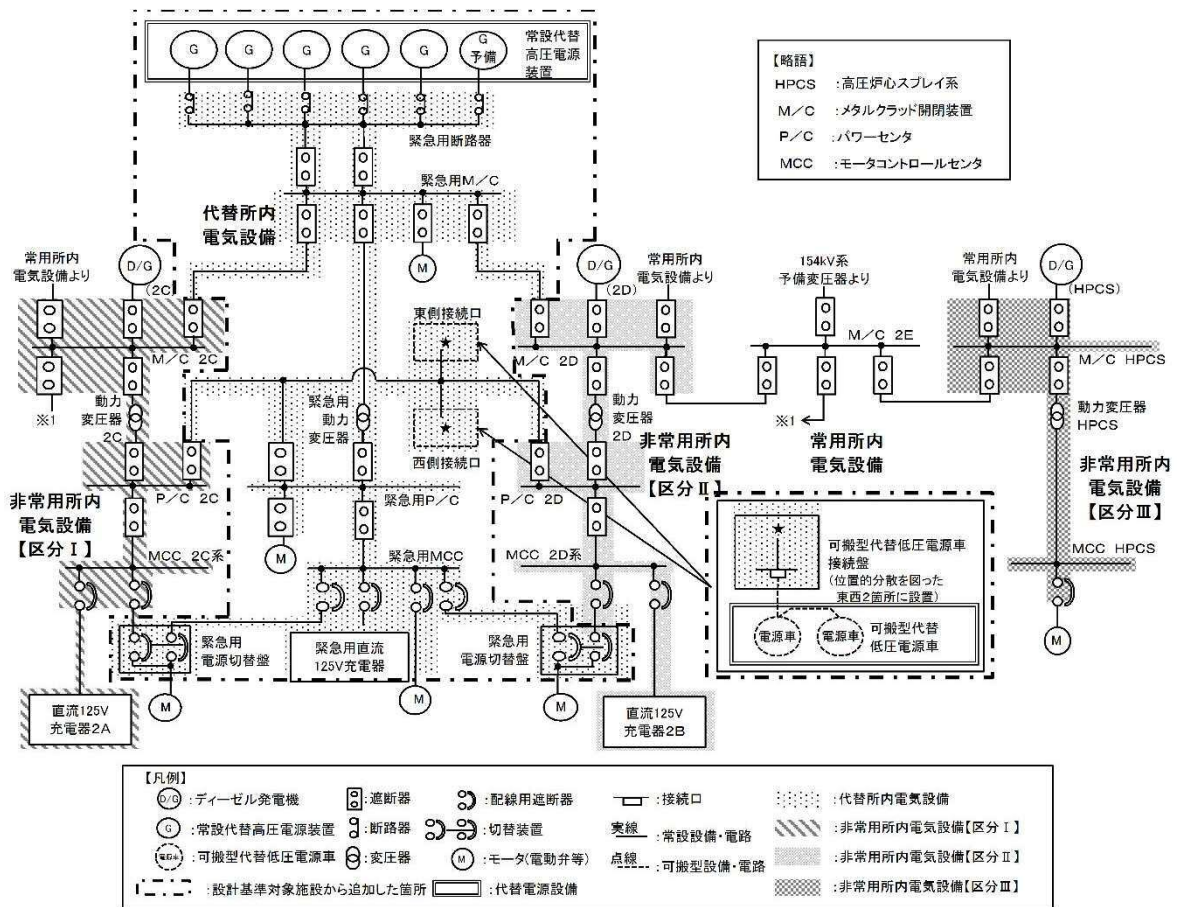 G
G
G
G
G
G
予備
常設代替
高圧電源
装置
【略語】
HPCS :高圧炉心スプレイ系
M/C :メタルクラッド開閉装置
P/C :パワーセンタ
MCC :モータコントロールセンタ
緊急用断路器
緊急用M/C
代替所内
電気設備
M
常用所内
電気設備より
D/G
(2C)
M/C 2C
※1
動力
変圧器
2C
P/C 2C
非常用所内
電気設備
【区分Ⅰ】
MCC 2C系
東側接続口
★
★
西側接続口
緊急用
動力
変圧器
緊急用P/C
M
緊急用MCC
D/G
(2D)
常用所内
電気設備より
M/C 2D
動力
変圧器
2D
P/C 2D
非常用所内
電気設備
【区分Ⅱ】
MCC 2D系
154kV系
予備変圧器より
M/C 2E
※1
常用所内
電気設備
常用所内
電気設備より
D/G
(HPCS)
M/C HPCS
動力変圧器
HPCS
非常用所内
電気設備
【区分Ⅲ】
MCC HPCS
M
★
可搬型代替低圧電源車
接続盤
(位置的分散を図った
東西2箇所に設置)
電源車
電源車
可搬型代替
低圧電源車
緊急用
電源切替盤
緊急用直流
125V充電器
緊急用
電源切替盤
M
M
M
直流125V
充電器2A
直流125V
充電器2B
【凡例】
D/G :ディーゼル発電機
:遮断器
:配線用遮断器
:接続口
:代替所内電気設備
G :常設代替高圧電源装置
:断路器
:切替装置
実線
:常設設備・電路
:非常用所内電気設備【区分Ⅰ】
電源車 :可搬型代替低圧電源車
:変圧器
M :モータ(電動弁等)
点線
:可搬型設備・電路
:非常用所内電気設備【区分Ⅱ】
:設計基準対象施設から追加した箇所
:代替電源設備
:非常用所内電気設備【区分Ⅲ】